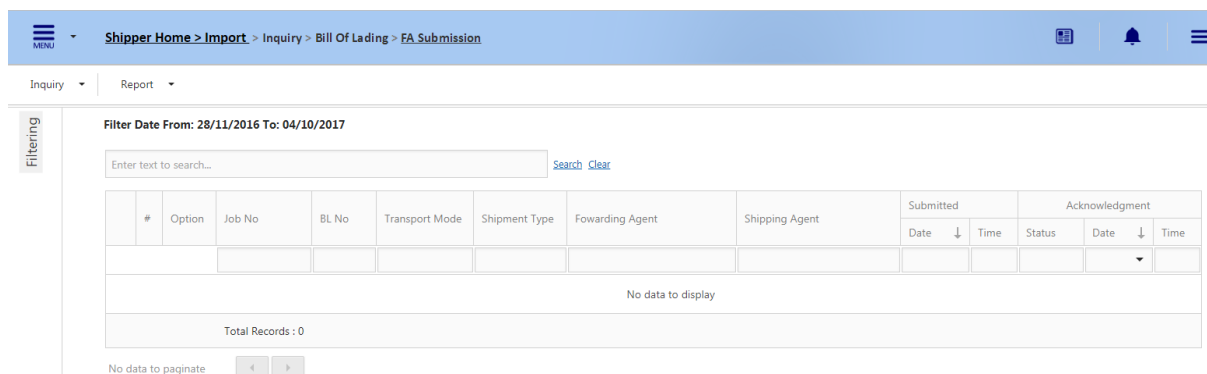 MENU
Shipper Home > Import > Inquiry > Bill Of Lading > FA Submission
Inquiry Report
Filtering
Filter Date From: 28/11/2016 To: 04/10/2017
Enter text to search...
Search Clear
# Option Job No BL No Transport Mode Shipment Type Fowarding Agent Shipping Agent Submitted Acknowledgment
Date ↓ Time Status Date ↓ Time
No data to display
Total Records : 0
No data to paginate